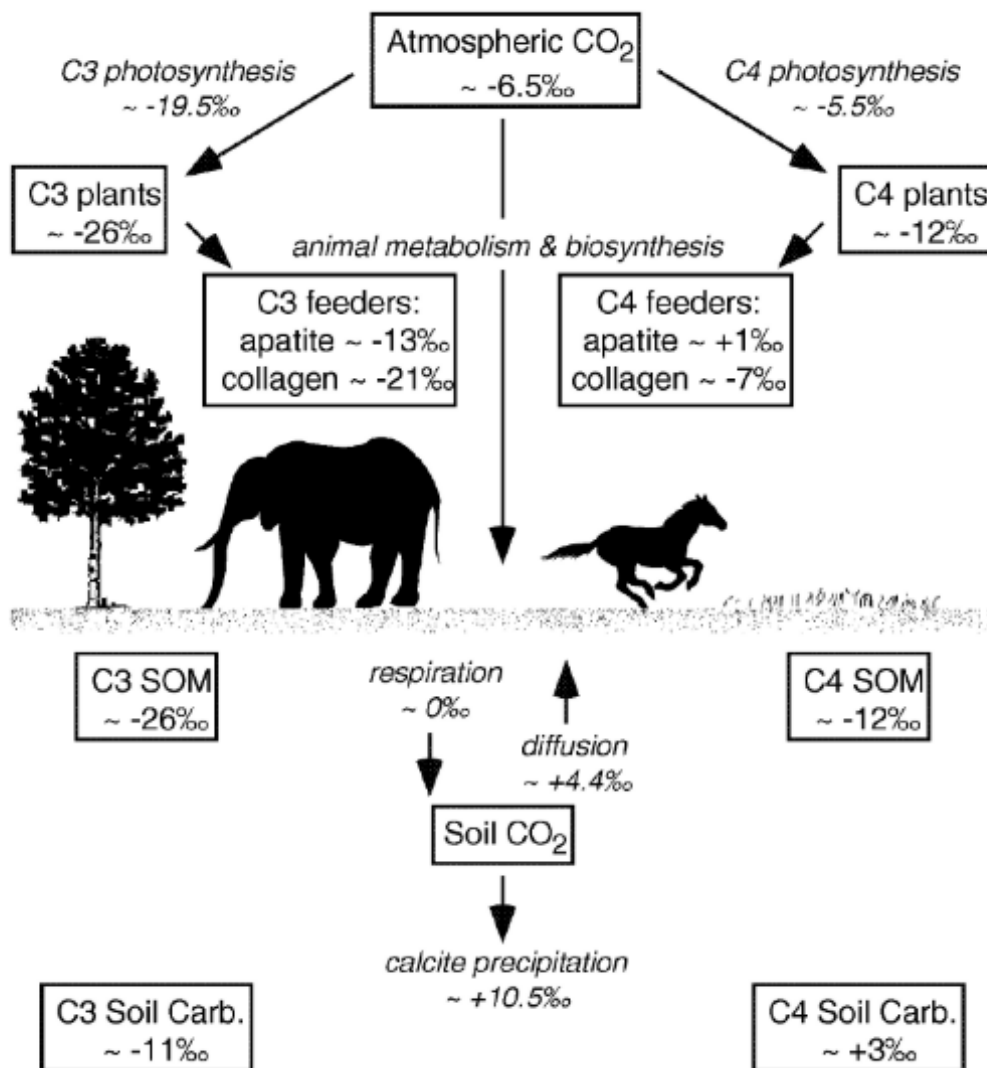 Atmospheric CO2
~ -6.5‰
C3 photosynthesis
~ -19.5‰
C4 photosynthesis
~ -5.5‰
C3 plants
~ -26‰
C4 plants
~ -12‰
animal metabolism & biosynthesis
C3 feeders:
apatite ~ -13‰
collagen ~ -21‰
C4 feeders:
apatite ~ +1‰
collagen ~ -7‰
C3 SOM
~ -26‰
respiration
~ 0‰
diffusion
~ +4.4‰
C4 SOM
~ -12‰
Soil CO2
calcite precipitation
~ +10.5‰
C3 Soil Carb.
~ -11‰
C4 Soil Carb.
~ +3‰